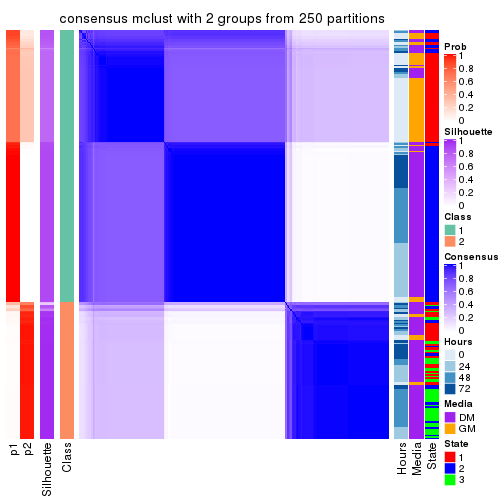 consensus mclust with 2 groups from 250 partitions
Prob
1
0.8
0.6
0.4
0.2
0
Silhouette
1
0.8
0.6
0.4
0.2
0
Class
1
2
Consensus
1
0.8
0.6
0.4
0.2
0
Hours
0
24
48
72
Media
DM
GM
State
1
2
3
p1
p2
Silhouette
Class
Hours
Media
State